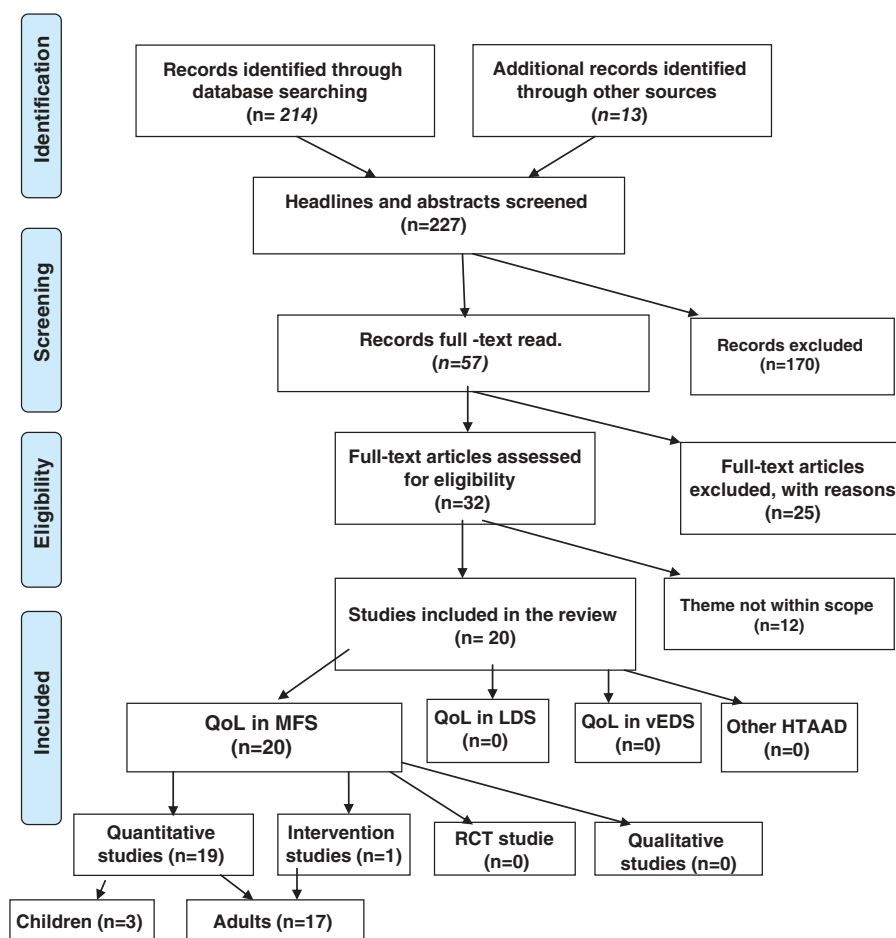 Identification
Records identified through
database searching
(n= 214)
Additional records identified
through other sources
(n=13)
Headlines and abstracts screened
(n=227)
Screening
Records full -text read.
(n=57)
Records excluded
(n=170)
Eligibility
Full-text articles assessed
for eligibility
(n=32)
Full-text articles
excluded, with reasons
(n=25)
Included
Studies included in the review
(n= 20)
Theme not within scope
(n=12)
QoL in MFS
(n=20)
QoL in LDS
(n=0)
QoL in vEDS
(n=0)
Other HTAAD
(n=0)
Quantitative
studies (n=19)
Intervention
studies (n=1)
RCT studie
(n=0)
Qualitative
studies (n=0)
Children (n=3)
Adults (n=17)